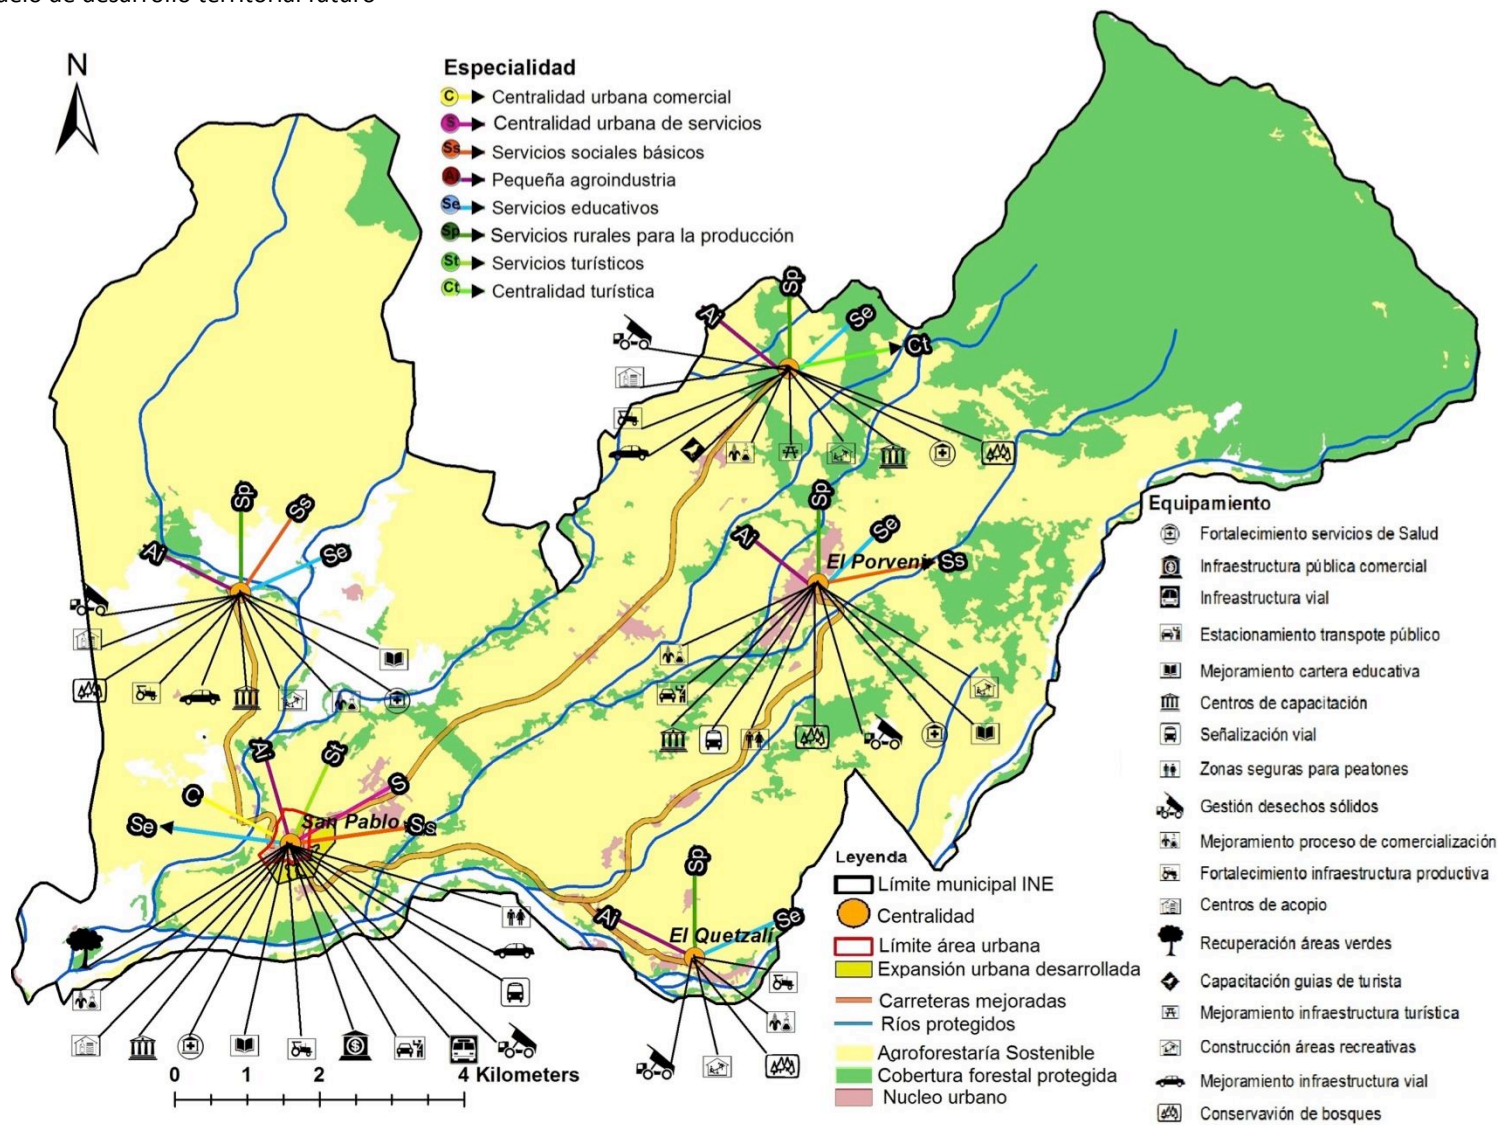 elo de desarrollo territorial futuro
N
Especialidad
C Centralidad urbana comercial
S Centralidad urbana de servicios
Ss Servicios sociales básicos
Ai Pequeña agroindustria
Se Servicios educativos
Sp Servicios rurales para la producción
St Servicios turísticos
Ct Centralidad turística
Ai
Sp
Se
Ct
Sp
Ss
Ai
Se
Sp
Ai
Se
El Porvenir
Ss
Ai
St
C
S
Se
San Pablo
Ss
Sp
Ai
Se
El Quetzalí
0 1 2 4 Kilometers
Leyenda
Límite municipal INE
Centralidad
Límite área urbana
Expansión urbana desarrollada
Carreteras mejoradas
Ríos protegidos
Agroforestaría Sostenible
Cobertura forestal protegida
Nucleo urbano
Equipamiento
Fortalecimiento servicios de Salud
Infraestructura pública comercial
Infreastructura vial
Estacionamiento transpote público
Mejoramiento cartera educativa
Centros de capacitación
Señalización vial
Zonas seguras para peatones
Gestión desechos sólidos
Mejoramiento proceso de comercialización
Fortalecimiento infraestructura productiva
Centros de acopio
Recuperación áreas verdes
Capacitación guias de turista
Mejoramiento infraestructura turística
Construcción áreas recreativas
Mejoramiento infraestructura vial
Conservavión de bosques